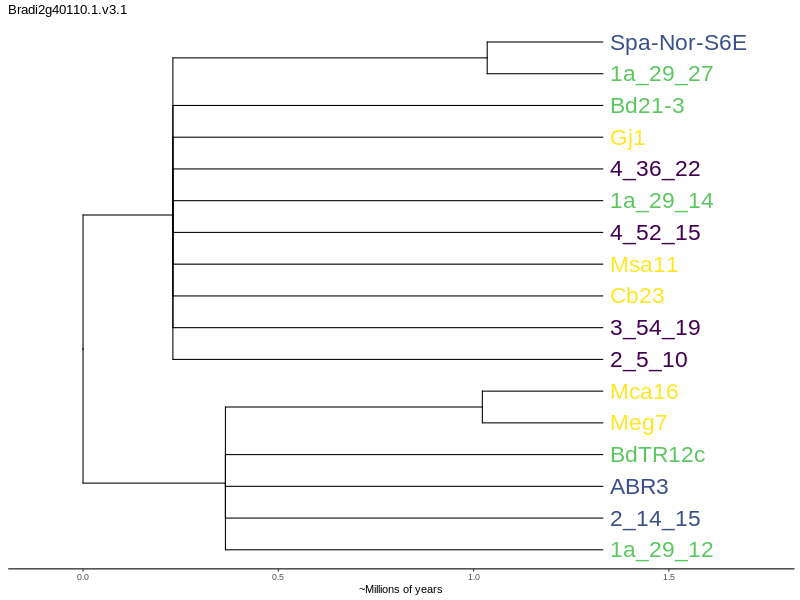 Bradi2g40110.1.v3.1
Spa-Nor-S6E
1a_29_27
Bd21-3
Gj1
4_36_22
1a_29_14
4_52_15
Msa11
Cb23
3_54_19
2_5_10
Mca16
Meg7
BdTR12c
ABR3
2_14_15
1a_29_12
0.0 0.5 1.0 1.5
~Millions of years